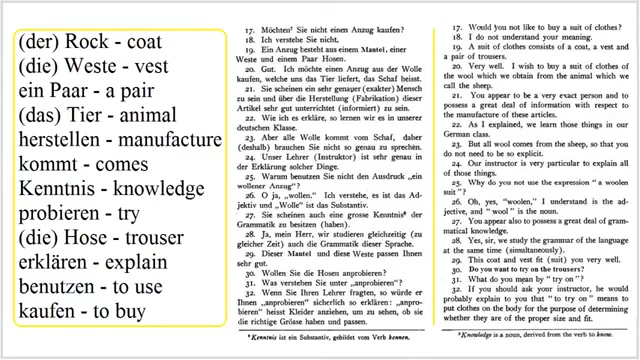 (der) Rock - coat
(die) Weste - vest
ein Paar - a pair
(das) Tier - animal
herstellen - manufacture
kommt - comes
Kenntnis - knowledge
probieren - try
(die) Hose - trouser
erklären - explain
benutzen - to use
kaufen - to buy
17. Möchten Sie nicht einen Anzug kaufen?
18. Ich verstehe Sie nicht.
19. Ein Anzug besteht aus einem Mantel, einer
Weste und einem Paar Hosen.
20. Gut. Ich möchte einen Anzug aus der Wolle
kaufen, welche uns das Tier liefert, das Schaf heisst.
21. Sie scheinen ein sehr genauer (exakter) Mensch
zu sein und über die Herstellung (Fabrikation) dieser
Artikel sehr gut unterrichtet (informiert) zu sein.
22. Wie ich es erkläre, so lernen wir es in unserer
deutschen Klasse.
23. Aber alle Wolle kommt vom Schaf, daher
(deshalb) brauchen Sie nicht so genau zu sprechen.
24. Unser Lehrer (Instruktor) ist sehr genau in
der Erklärung solcher Dinge.
25. Warum benutzen Sie nicht den Ausdruck „ein
wollener Anzug“?
26. O ja, „wollen.“ Ich verstehe, es ist das Ad-
jektiv und „Wolle“ ist das Substantiv.
27. Sie scheinen auch eine grosse Kenntnis⁸ der
Grammatik zu besitzen (haben).
28. Ja, mein Herr, wir studieren gleichzeitig (zu
gleicher Zeit) auch die Grammatik dieser Sprache.
29. Dieser Mantel und diese Weste passen Ihnen
sehr gut.
30. Wollen Sie die Hosen anprobieren?
31. Was verstehen Sie unter „anprobieren“?
32. Wenn Sie Ihren Lehrer fragten, so würde er
Ihnen „anprobieren“ sicherlich so erklären: „anpro-
bieren“ heisst Kleider anziehen, um zu sehen, ob sie
die richtige Grösse haben und passen.
⁸ Kenntnis ist ein Substantiv, gebildet vom Verb kennen.
17. Would you not like to buy a suit of clothes?
18. I do not understand your meaning.
19. A suit of clothes consists of a coat, a vest and
a pair of trousers.
20. Very well. I wish to buy a suit of clothes of
the wool which we obtain from the animal which we
call the sheep.
21. You appear to be a very exact person and to
possess a great deal of information with respect to
the manufacture of these articles.
22. As I explained, we learn those things in our
German class.
23. But all wool comes from the sheep, so that you
do not need to be so explicit.
24. Our instructor is very particular to explain all
of those things.
25. Why do you not use the expression “a woolen
suit”?
26. Oh, yes, “woolen,” I understand is the ad-
jective, and “wool” is the noun.
27. You appear also to possess a great deal of gram-
matical knowledge.
28. Yes, sir, we study the grammar of the language
at the same time (simultaneously).
29. This coat and vest fit (suit) you very well.
30. Do you want to try on the trousers?
31. What do you mean by “try on”?
32. If you should ask your instructor, he would
probably explain to you that “to try on” means to
put clothes on the body for the purpose of determining
whether they are of the proper size and fit.
⁸ Knowledge is a noun, derived from the verb to know.